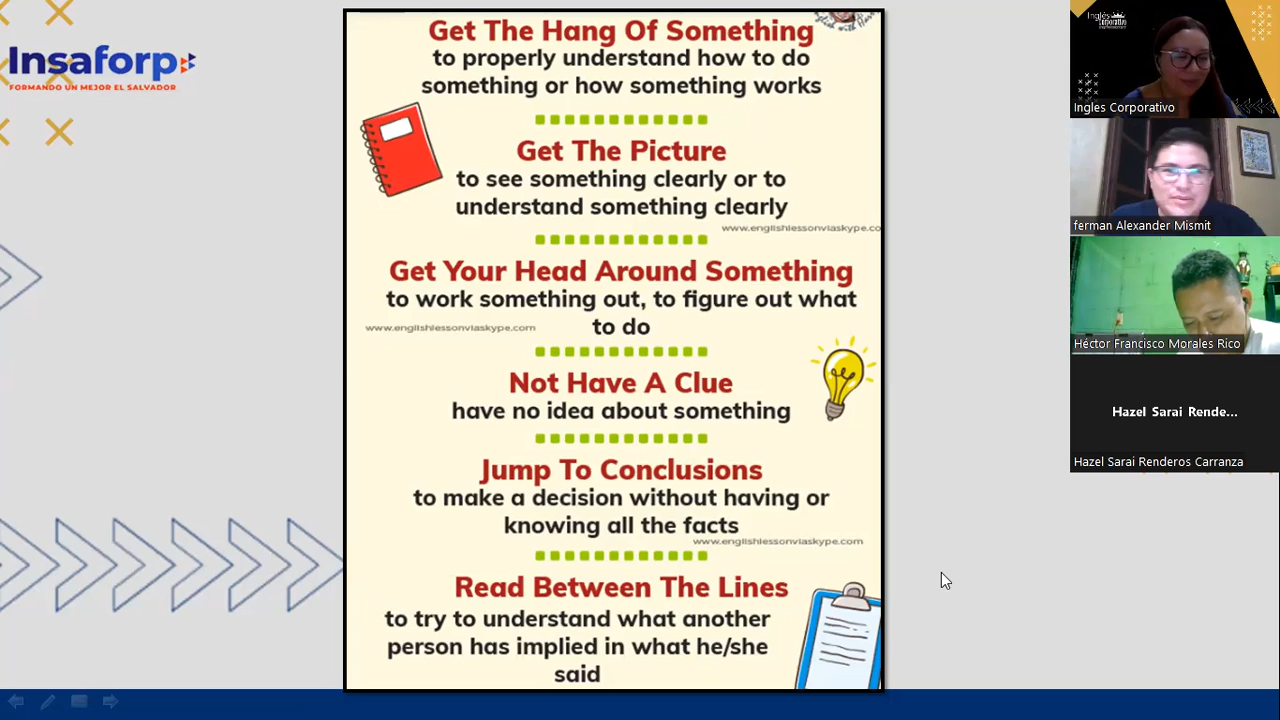 Insaforp
FORMANDO UN MEJOR EL SALVADOR
Get The Hang Of Something
to properly understand how to do
something or how something works
Get The Picture
to see something clearly or to
understand something clearly
www.englishlessonviaskype.co
Get Your Head Around Something
to work something out, to figure out what
to do
www.englishlessonviaskype.com
Not Have A Clue
have no idea about something
Jump To Conclusions
to make a decision without having or
knowing all the facts
www.englishlessonviaskype.com
Read Between The Lines
to try to understand what another
person has implied in what he/she
said
Inglés
Corporativo
Ingles Corporativo
ferman Alexander Mismit
Héctor Francisco Morales Rico
Hazel Sarai Rende...
Hazel Sarai Renderos Carranza